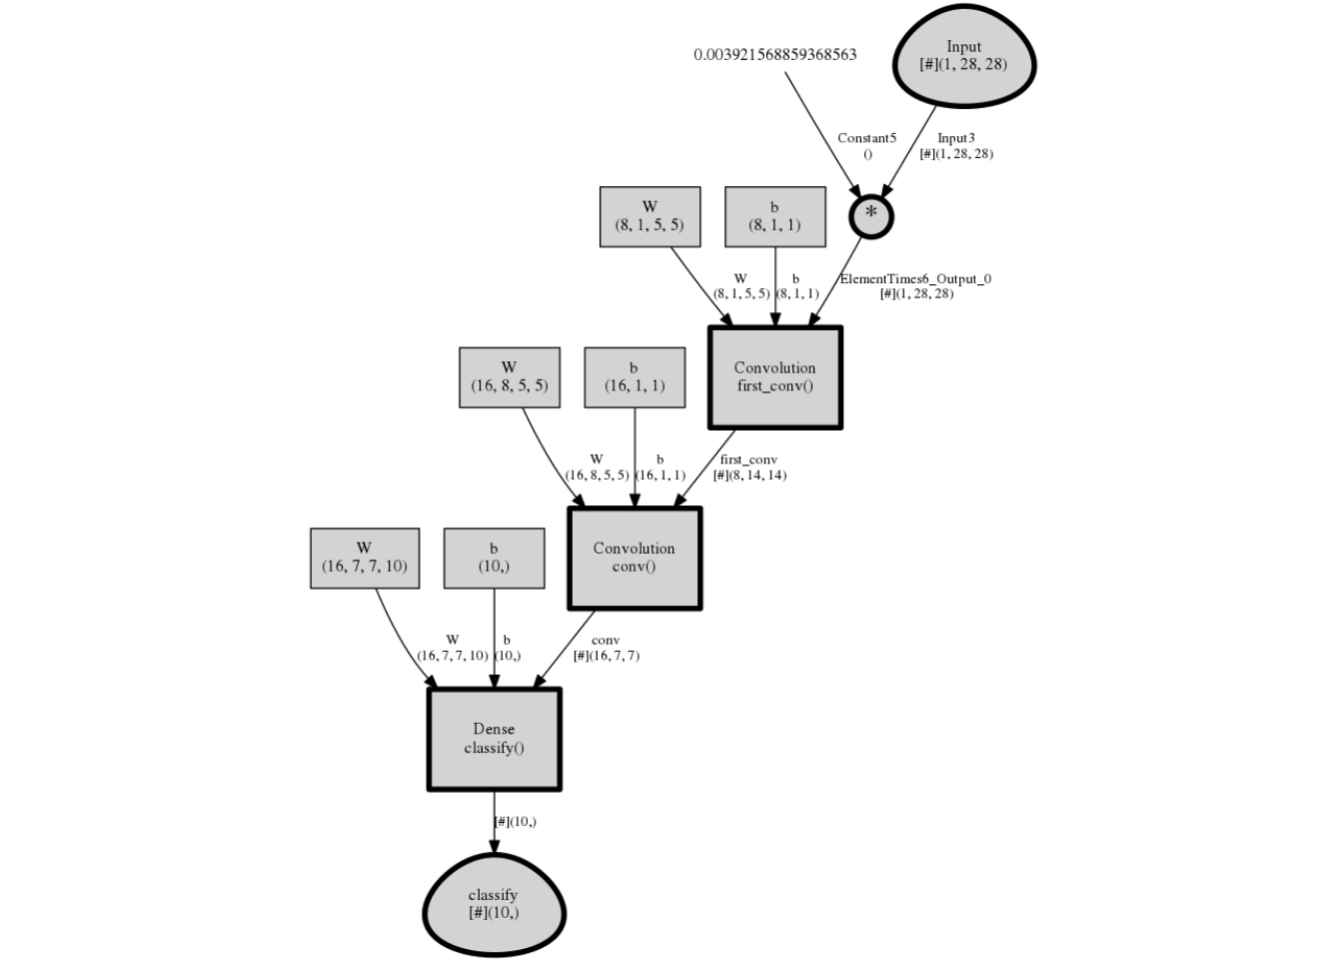 0.003921568859368563
Input
[#](1, 28, 28)
Constant5
()
Input3
[#](1, 28, 28)
W
(8, 1, 5, 5)
b
(8, 1, 1)
*
W
(8, 1, 5, 5)
b
(8, 1, 1)
ElementTimes6_Output_0
[#](1, 28, 28)
W
(16, 8, 5, 5)
b
(16, 1, 1)
Convolution
first_conv()
W
(16, 8, 5, 5)
b
(16, 1, 1)
first_conv
[#](8, 14, 14)
W
(16, 7, 7, 10)
b
(10,)
Convolution
conv()
W
(16, 7, 7, 10)
b
(10,)
conv
[#](16, 7, 7)
Dense
classify()
[#](10,)
classify
[#](10,)